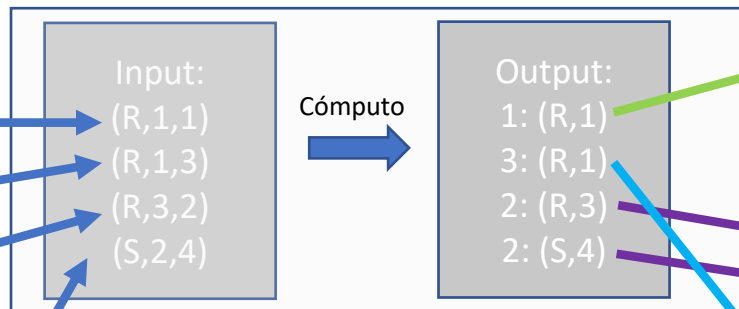 Input:
(R,1,1)
(R,1,3)
(R,3,2)
(S,2,4)
Cómputo
Output:
1: (R,1)
3: (R,1)
2: (R,3)
2: (S,4)